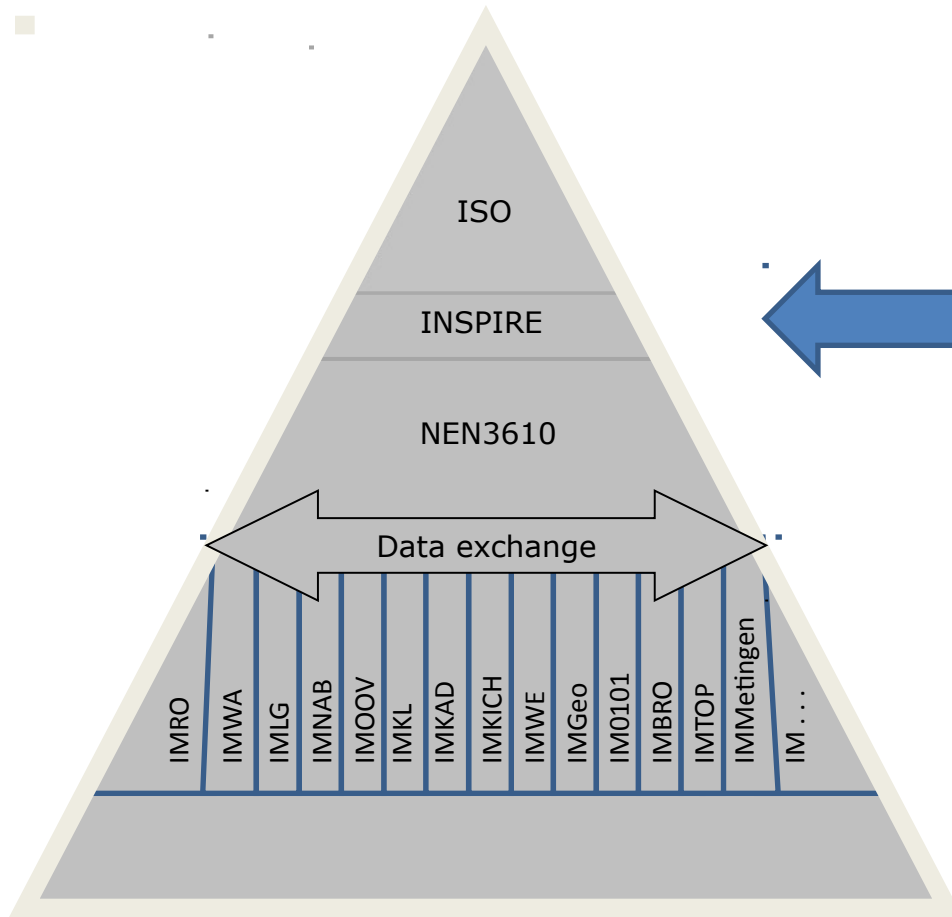 ISO
INSPIRE
NEN3610
Data exchange
IMRO
IMWA
IMLG
IMNAB
IMOOV
IMKL
IMKAD
IMKICH
IMWE
IMGeo
IM0101
IMBRO
IMTOP
IMMetingen
IM . . .